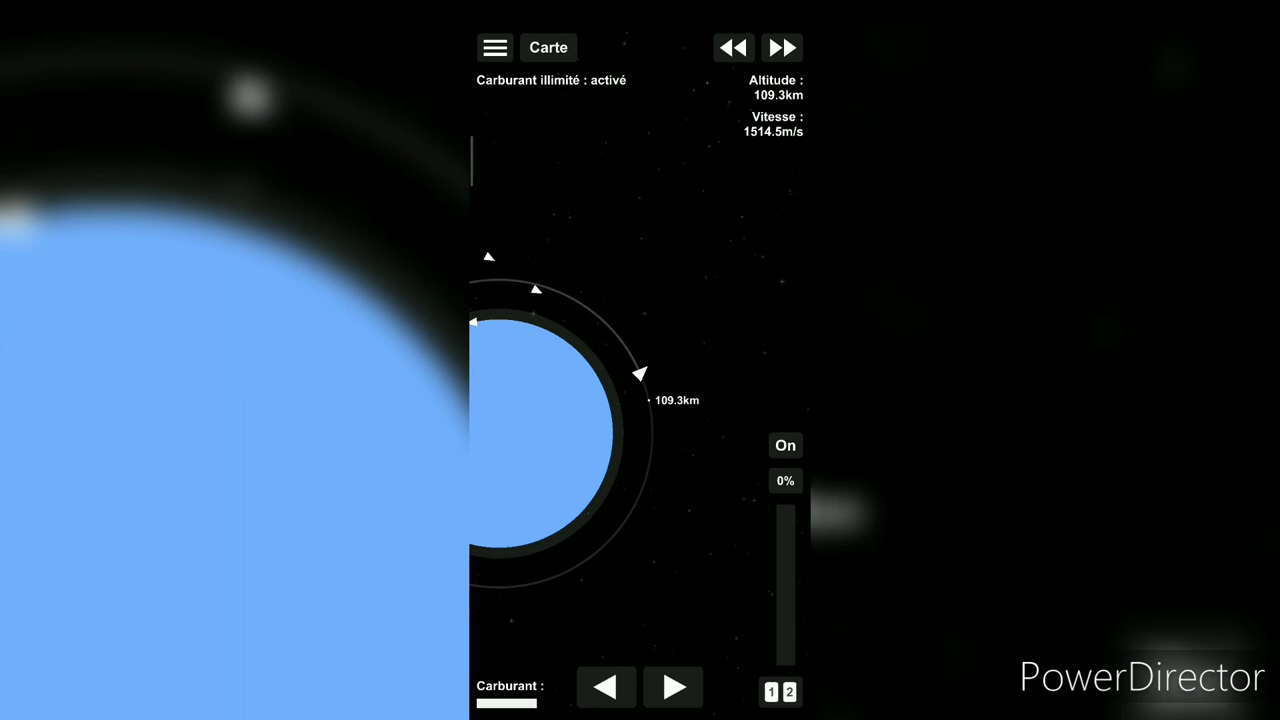 Carte
Carburant illimité : activé
Altitude :
109.3km
Vitesse :
1514.5m/s
109.3km
On
0%
Carburant :
1 2
PowerDirector